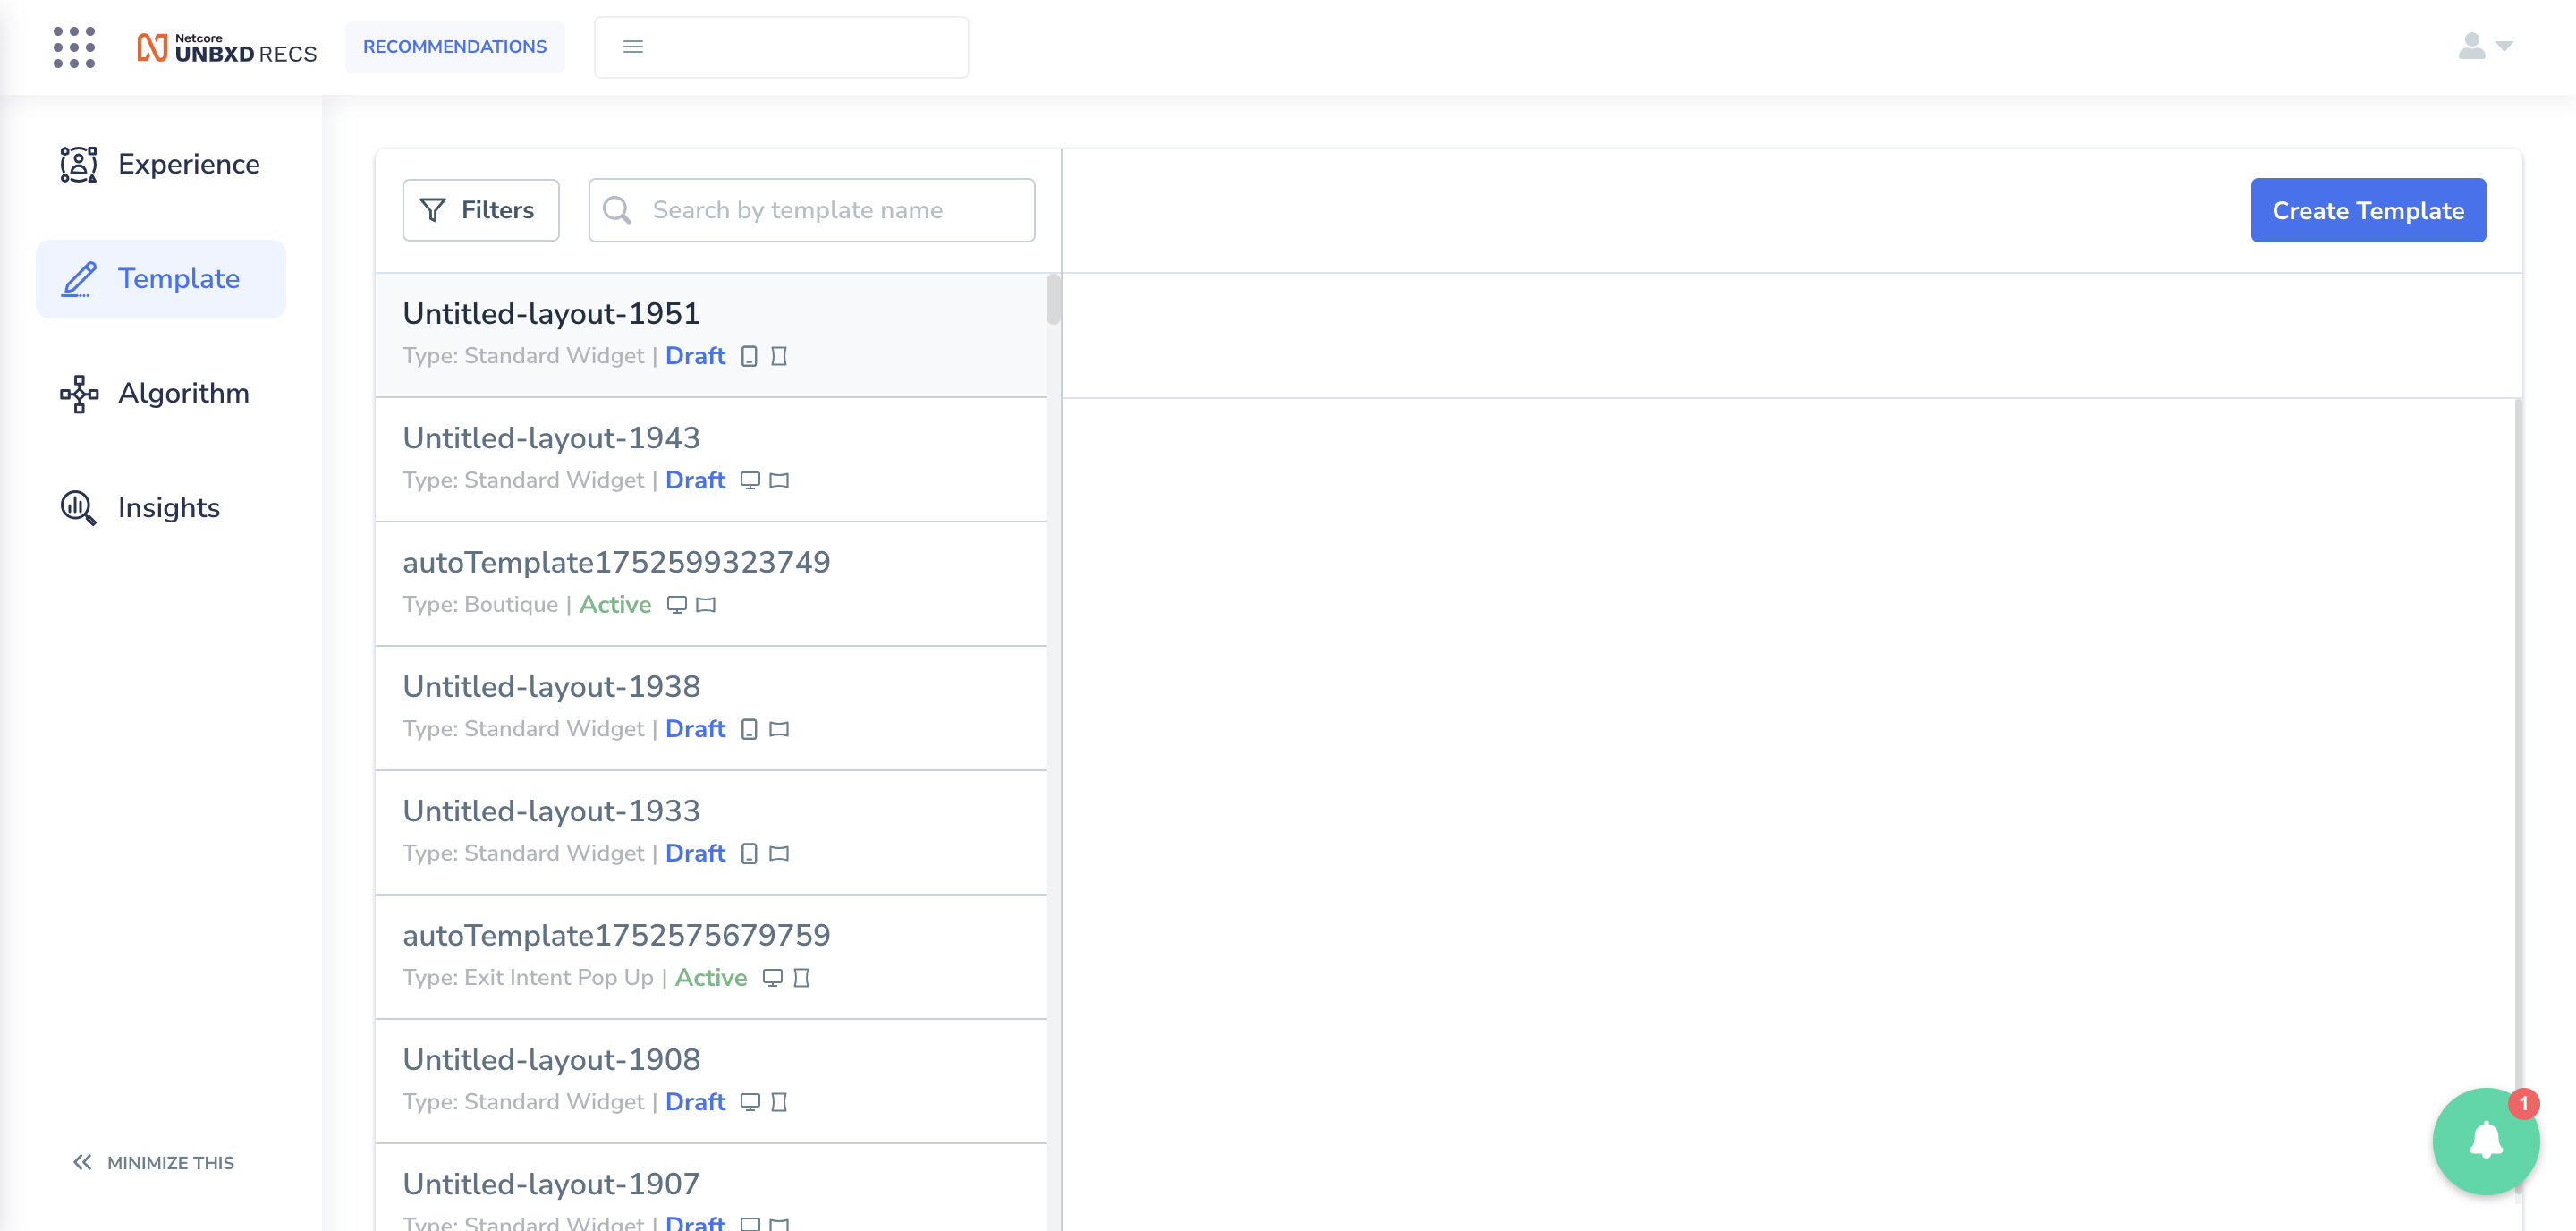 Netcore
UNBXD RECS
RECOMMENDATIONS
Experience
Template
Algorithm
Insights
MINIMIZE THIS
Filters
Search by template name
Create Template
Untitled-layout-1951
Type: Standard Widget | Draft
Untitled-layout-1943
Type: Standard Widget | Draft
autoTemplate1752599323749
Type: Boutique | Active
Untitled-layout-1938
Type: Standard Widget | Draft
Untitled-layout-1933
Type: Standard Widget | Draft
autoTemplate1752575679759
Type: Exit Intent Pop Up | Active
Untitled-layout-1908
Type: Standard Widget | Draft
Untitled-layout-1907
Type: Standard Widget | Draft
1